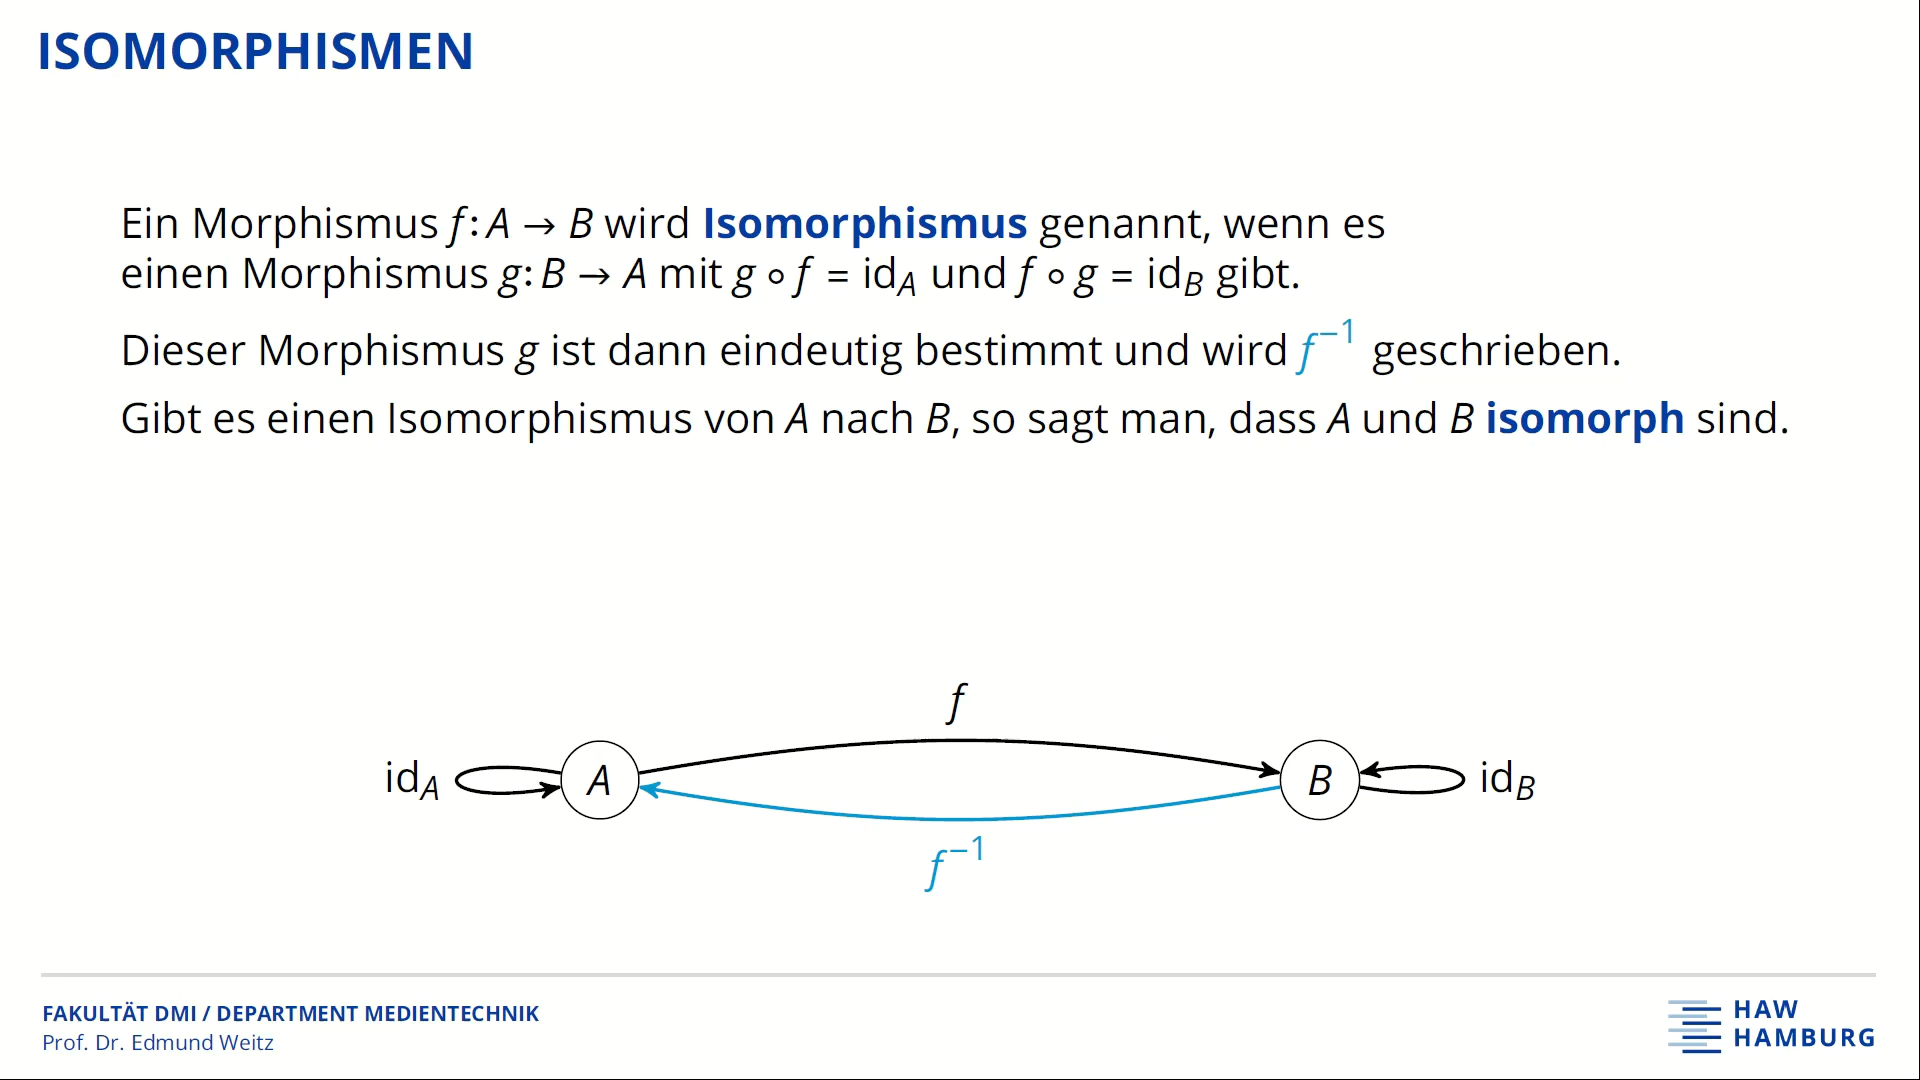 ISOMORPHISMEN
Ein Morphismus f: A → B wird Isomorphismus genannt, wenn es
einen Morphismus g: B → A mit g ∘ f = id_A und f ∘ g = id_B gibt.
Dieser Morphismus g ist dann eindeutig bestimmt und wird f⁻¹ geschrieben.
Gibt es einen Isomorphismus von A nach B, so sagt man, dass A und B isomorph sind.
f
id_A A B id_B
f⁻¹
FAKULTÄT DMI / DEPARTMENT MEDIENTECHNIK
Prof. Dr. Edmund Weitz
HAW
HAMBURG